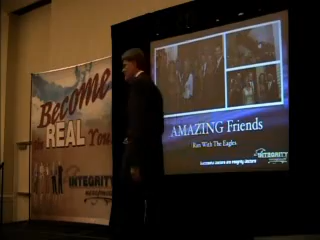 Become
the REAL You
INTEGRITY
AMAZING Friends
Run With The Eagles
INTEGRITY